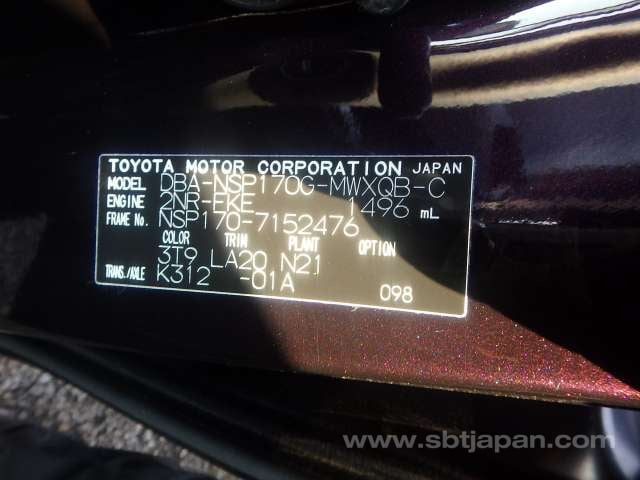 TOYOTA MOTOR CORPORATION JAPAN
MODEL DBA-NSP170G-MWXQB-C
ENGINE 2NR-FKE 1496 mL
FRAME No. NSP170-7152476
COLOR TRIM PLANT OPTION
3T9 LA20 N21
TRANS./AXLE K312 -01A
098
www.sbtjapan.com